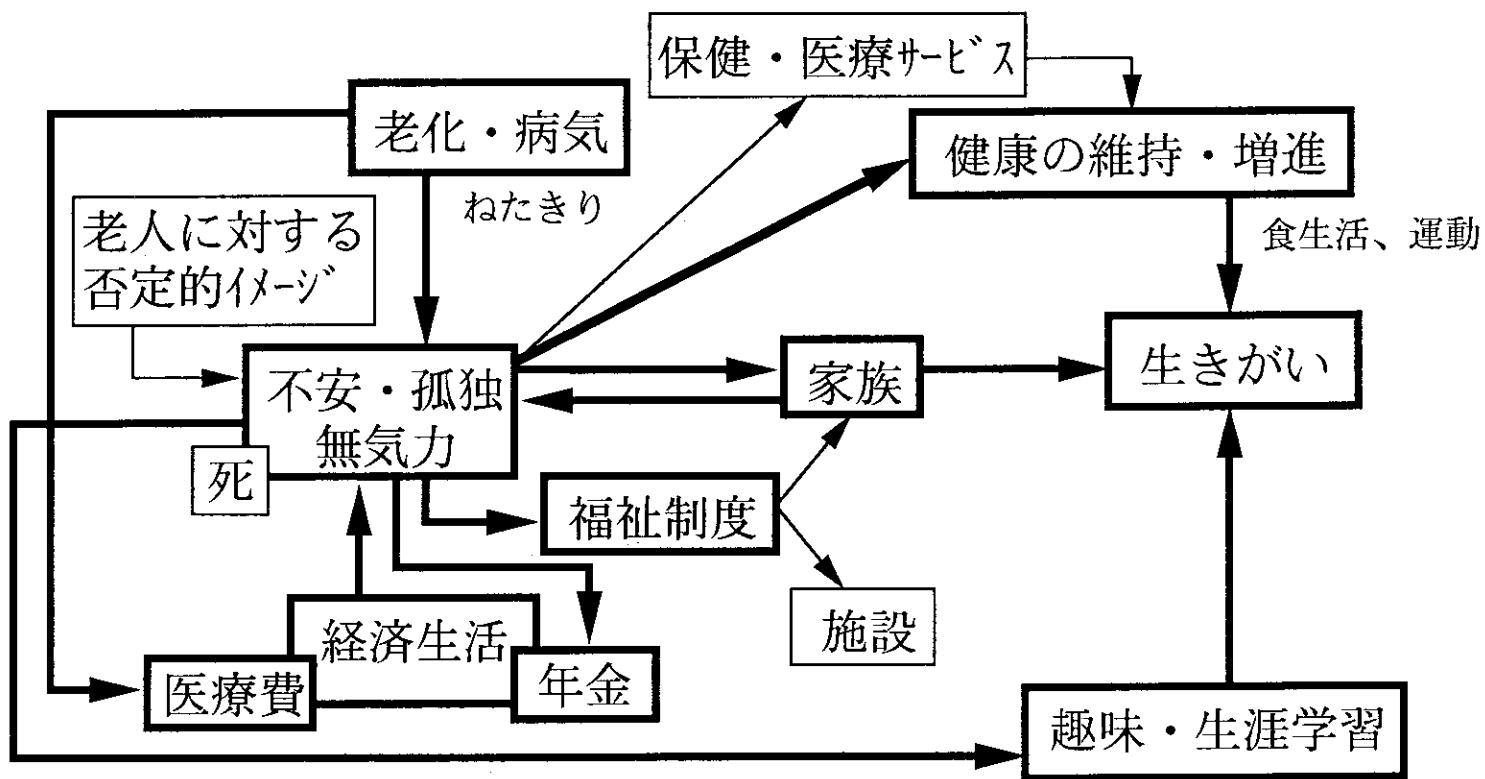 保健・医療ｻｰﾋﾞｽ
老化・病気
健康の維持・増進
ねたきり
老人に対する
否定的ｲﾒｰｼﾞ
食生活、運動
不安・孤独
無気力
家族
生きがい
死
福祉制度
経済生活
施設
医療費
年金
趣味・生涯学習